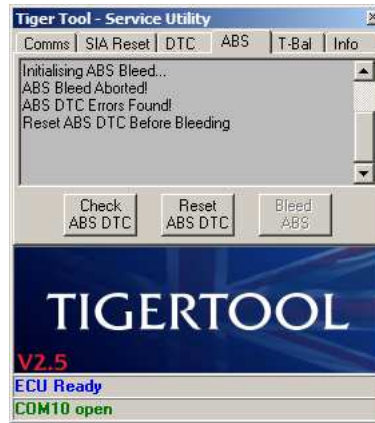 Tiger Tool - Service Utility
Comms SIA Reset DTC ABS T-Bal Info
Initialising ABS Bleed...
ABS Bleed Aborted!
ABS DTC Errors Found!
Reset ABS DTC Before Bleeding
Check ABS DTC
Reset ABS DTC
Bleed ABS
TIGERTOOL
V2.5
ECU Ready
COM10 open